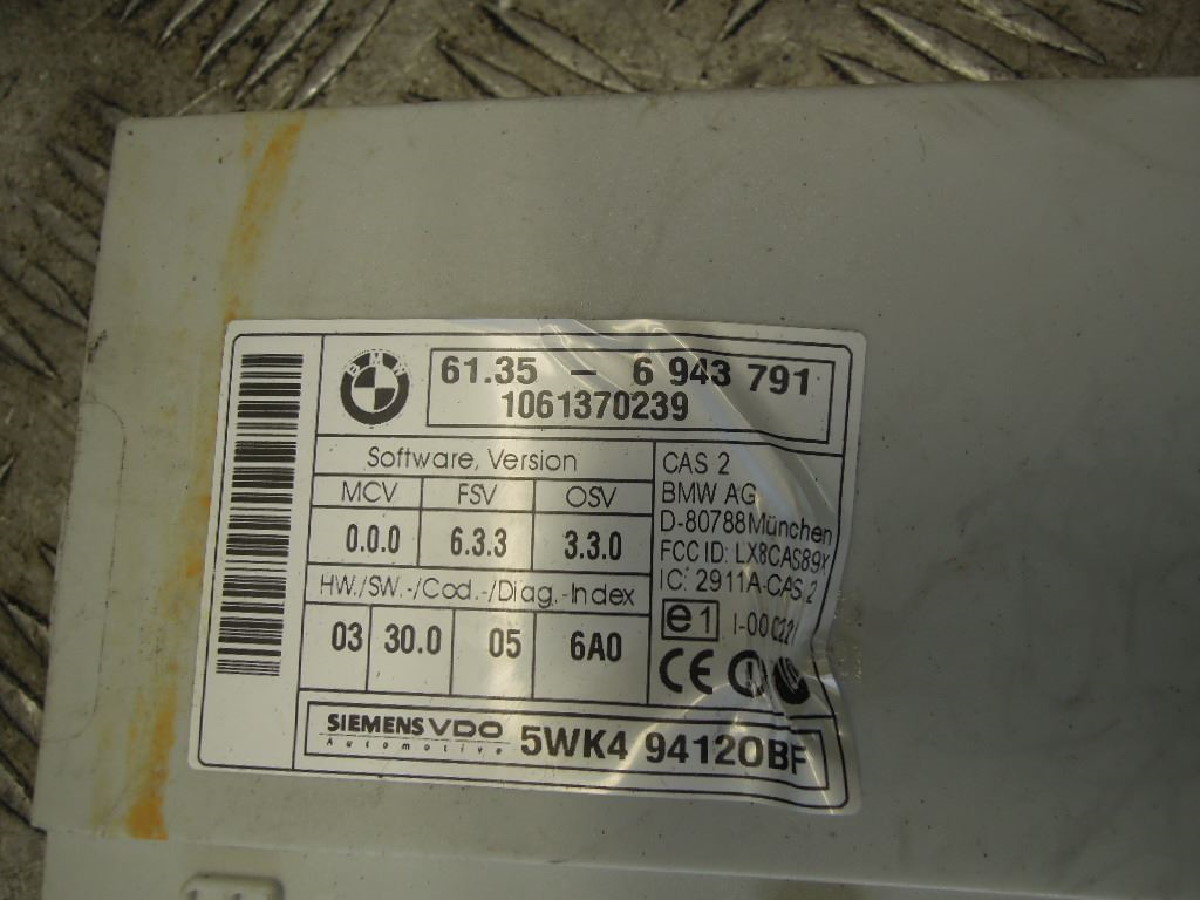 BMW
61.35 - 6 943 791
1061370239
Software, Version
MCV FSV OSV
0.0.0 6.3.3 3.3.0
HW./SW.-/Cod.-/Diag.-Index
03 30.0 05 6A0
CAS 2
BMW AG
D-80788 München
FCC ID: LX8CAS89X
IC: 2911A-CAS 2
e1
CE
SIEMENS VDO
Automotive
5WK4 94120BF